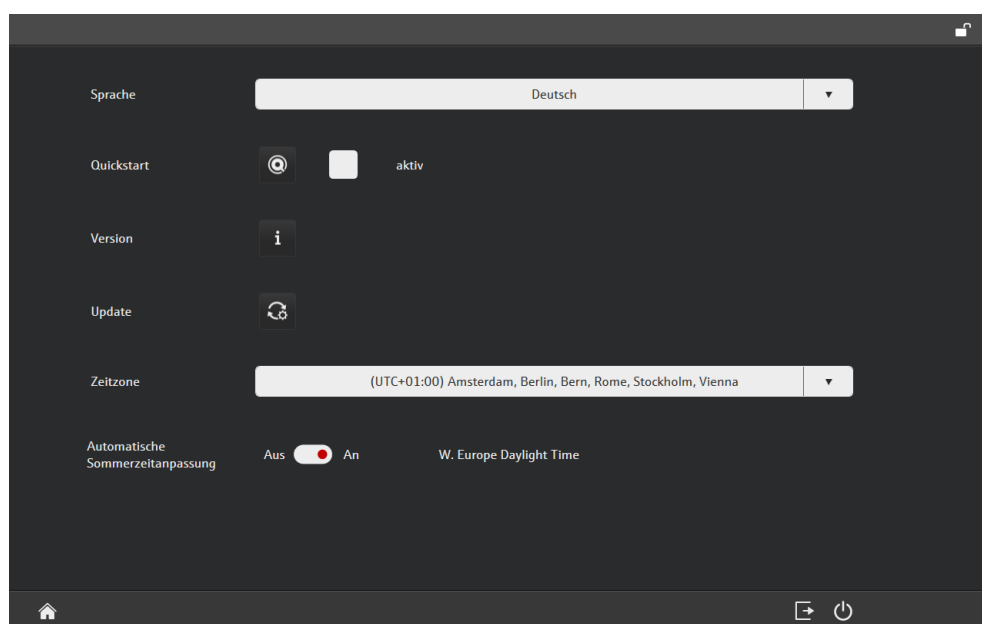 Sprache
Deutsch
Quickstart
aktiv
Version
i
Update
Zeitzone
(UTC+01:00) Amsterdam, Berlin, Bern, Rome, Stockholm, Vienna
Automatische
Sommerzeitanpassung
Aus
An
W. Europe Daylight Time